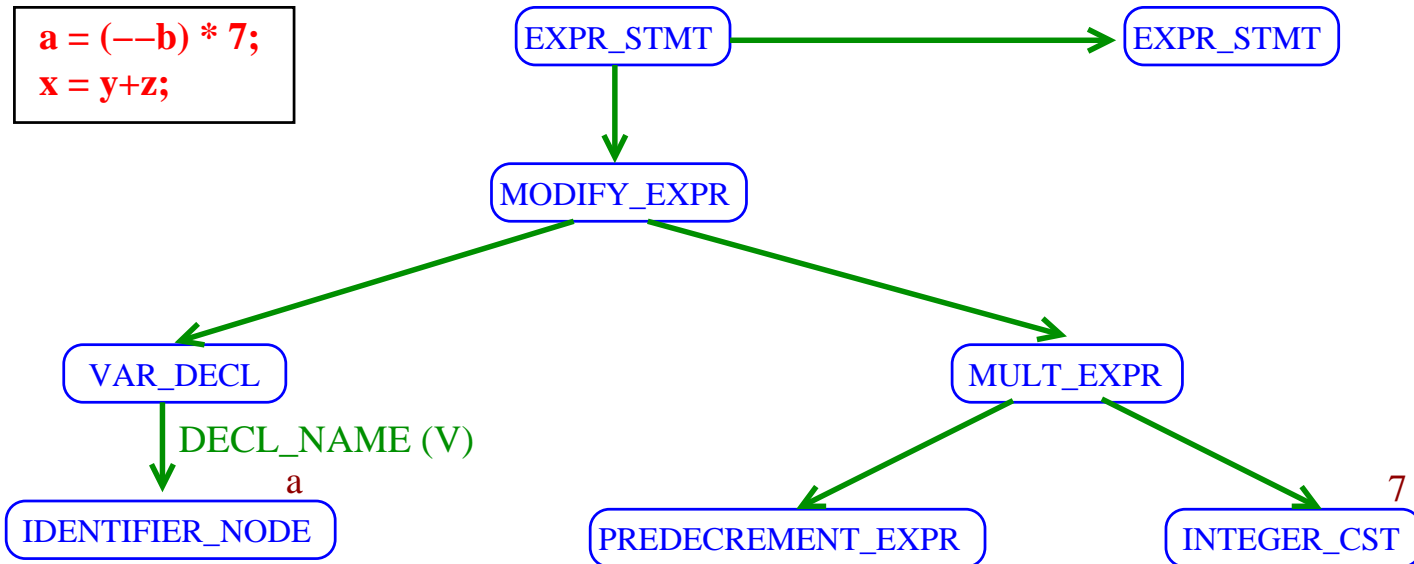 a = (−−b) * 7;
x = y+z;
EXPR_STMT
EXPR_STMT
MODIFY_EXPR
VAR_DECL
MULT_EXPR
DECL_NAME (V)
a
7
IDENTIFIER_NODE
PREDECREMENT_EXPR
INTEGER_CST